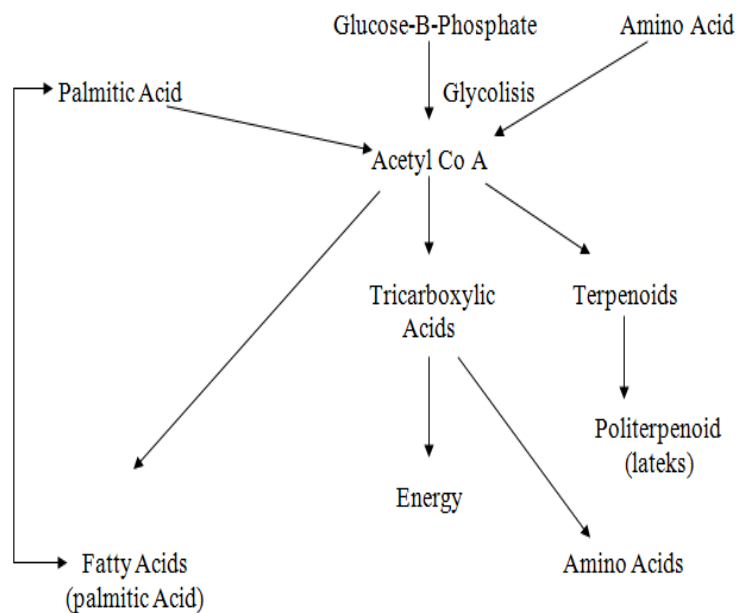 Glucose-B-Phosphate
Amino Acid
Palmitic Acid
Glycolisis
Acetyl Co A
Tricarboxylic
Acids
Terpenoids
Politerpenoid
(lateks)
Energy
Fatty Acids
(palmitic Acid)
Amino Acids